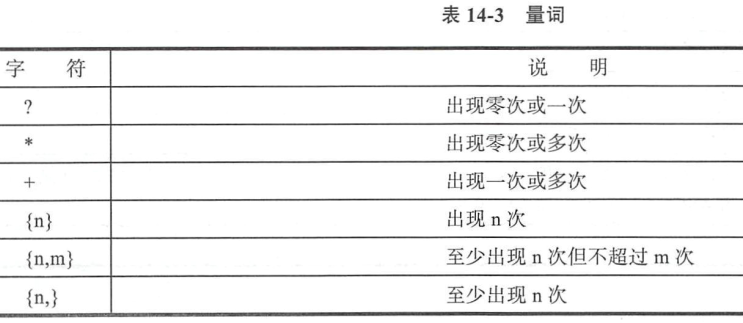 表 14-3 量词
字 符 说 明
? 出现零次或一次
* 出现零次或多次
+ 出现一次或多次
{n} 出现 n 次
{n,m} 至少出现 n 次但不超过 m 次
{n,} 至少出现 n 次